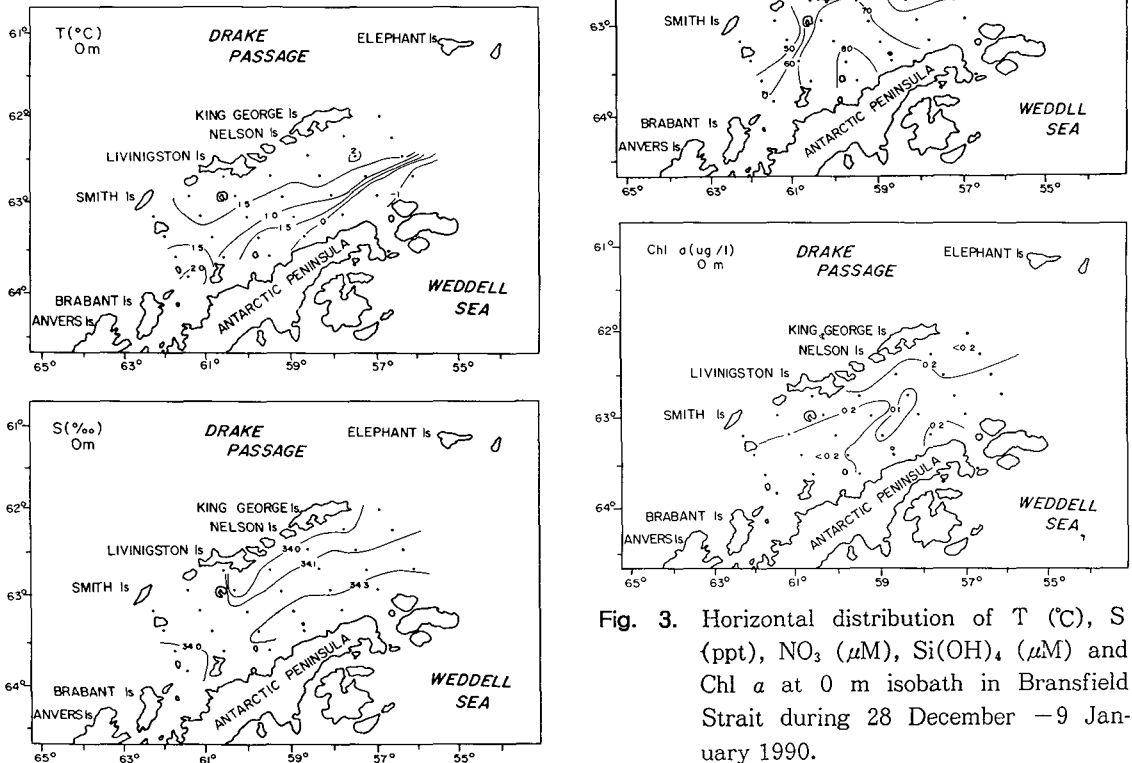 T(°C)
0m
DRAKE
PASSAGE
ELEPHANT Is
61°
62°
63°
64°
KING GEORGE Is
NELSON Is
LIVINIGSTON Is
SMITH Is
2
15
1.0
15
0
-1
15
2.0
BRABANT Is
ANVERS Is
ANTARCTIC PENINSULA
WEDDELL
SEA
65°
63°
61°
59°
57°
55°
S(‰)
0m
DRAKE
PASSAGE
ELEPHANT Is
61°
62°
63°
64°
KING GEORGE Is
NELSON Is
LIVINIGSTON Is
SMITH Is
34.0
34.1
34.3
34.0
BRABANT Is
ANVERS Is
ANTARCTIC PENINSULA
WEDDELL
SEA
65°
63°
61°
59°
57°
55°
SMITH Is
63°
70
50
60
80
64°
BRABANT Is
ANVERS Is
ANTARCTIC PENINSULA
WEDDLL
SEA
65°
63°
61°
59°
57°
55°
Chl a(ug/l)
0 m
DRAKE
PASSAGE
ELEPHANT Is
61°
62°
63°
64°
KING GEORGE Is
NELSON Is
LIVINIGSTON Is
SMITH Is
<0.2
0.2
0.2
0.1
0.2
<0.2
BRABANT Is
ANVERS Is
ANTARCTIC PENINSULA
WEDDELL
SEA
65°
63°
61°
59°
57°
55°
Fig. 3. Horizontal distribution of T (℃), S
(ppt), NO₃ (μM), Si(OH)₄ (μM) and
Chl a at 0 m isobath in Bransfield
Strait during 28 December −9 Jan-
uary 1990.